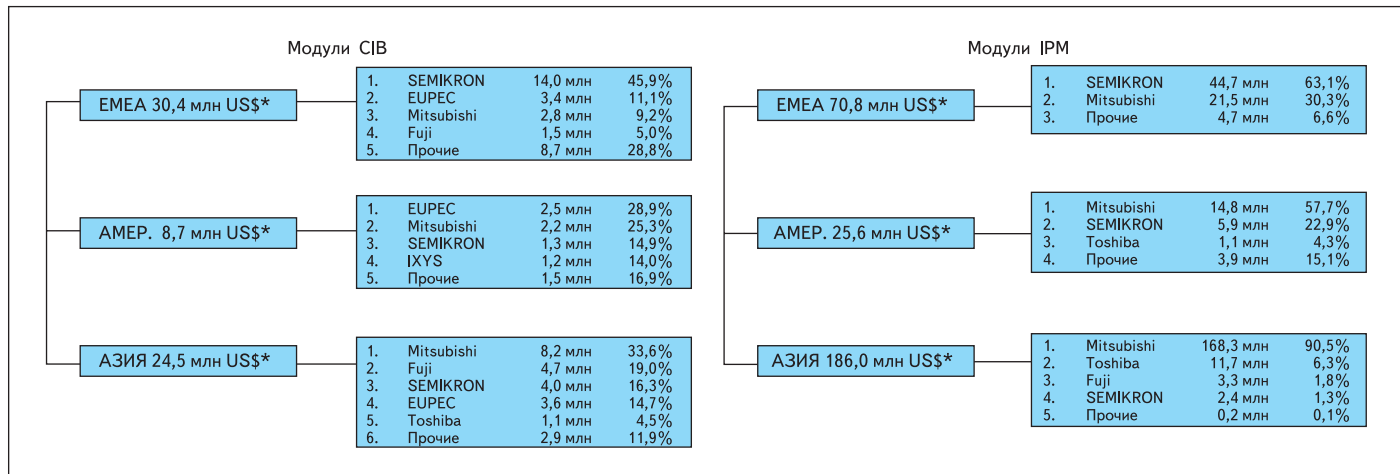 Модули CIB
EMEA 30,4 млн US$*
1. SEMIKRON 14,0 млн 45,9%
2. EUPEC 3,4 млн 11,1%
3. Mitsubishi 2,8 млн 9,2%
4. Fuji 1,5 млн 5,0%
5. Прочие 8,7 млн 28,8%
АМЕР. 8,7 млн US$*
1. EUPEC 2,5 млн 28,9%
2. Mitsubishi 2,2 млн 25,3%
3. SEMIKRON 1,3 млн 14,9%
4. IXYS 1,2 млн 14,0%
5. Прочие 1,5 млн 16,9%
АЗИЯ 24,5 млн US$*
1. Mitsubishi 8,2 млн 33,6%
2. Fuji 4,7 млн 19,0%
3. SEMIKRON 4,0 млн 16,3%
4. EUPEC 3,6 млн 14,7%
5. Toshiba 1,1 млн 4,5%
6. Прочие 2,9 млн 11,9%
Модули IPM
EMEA 70,8 млн US$*
1. SEMIKRON 44,7 млн 63,1%
2. Mitsubishi 21,5 млн 30,3%
3. Прочие 4,7 млн 6,6%
АМЕР. 25,6 млн US$*
1. Mitsubishi 14,8 млн 57,7%
2. SEMIKRON 5,9 млн 22,9%
3. Toshiba 1,1 млн 4,3%
4. Прочие 3,9 млн 15,1%
АЗИЯ 186,0 млн US$*
1. Mitsubishi 168,3 млн 90,5%
2. Toshiba 11,7 млн 6,3%
3. Fuji 3,3 млн 1,8%
4. SEMIKRON 2,4 млн 1,3%
5. Прочие 0,2 млн 0,1%